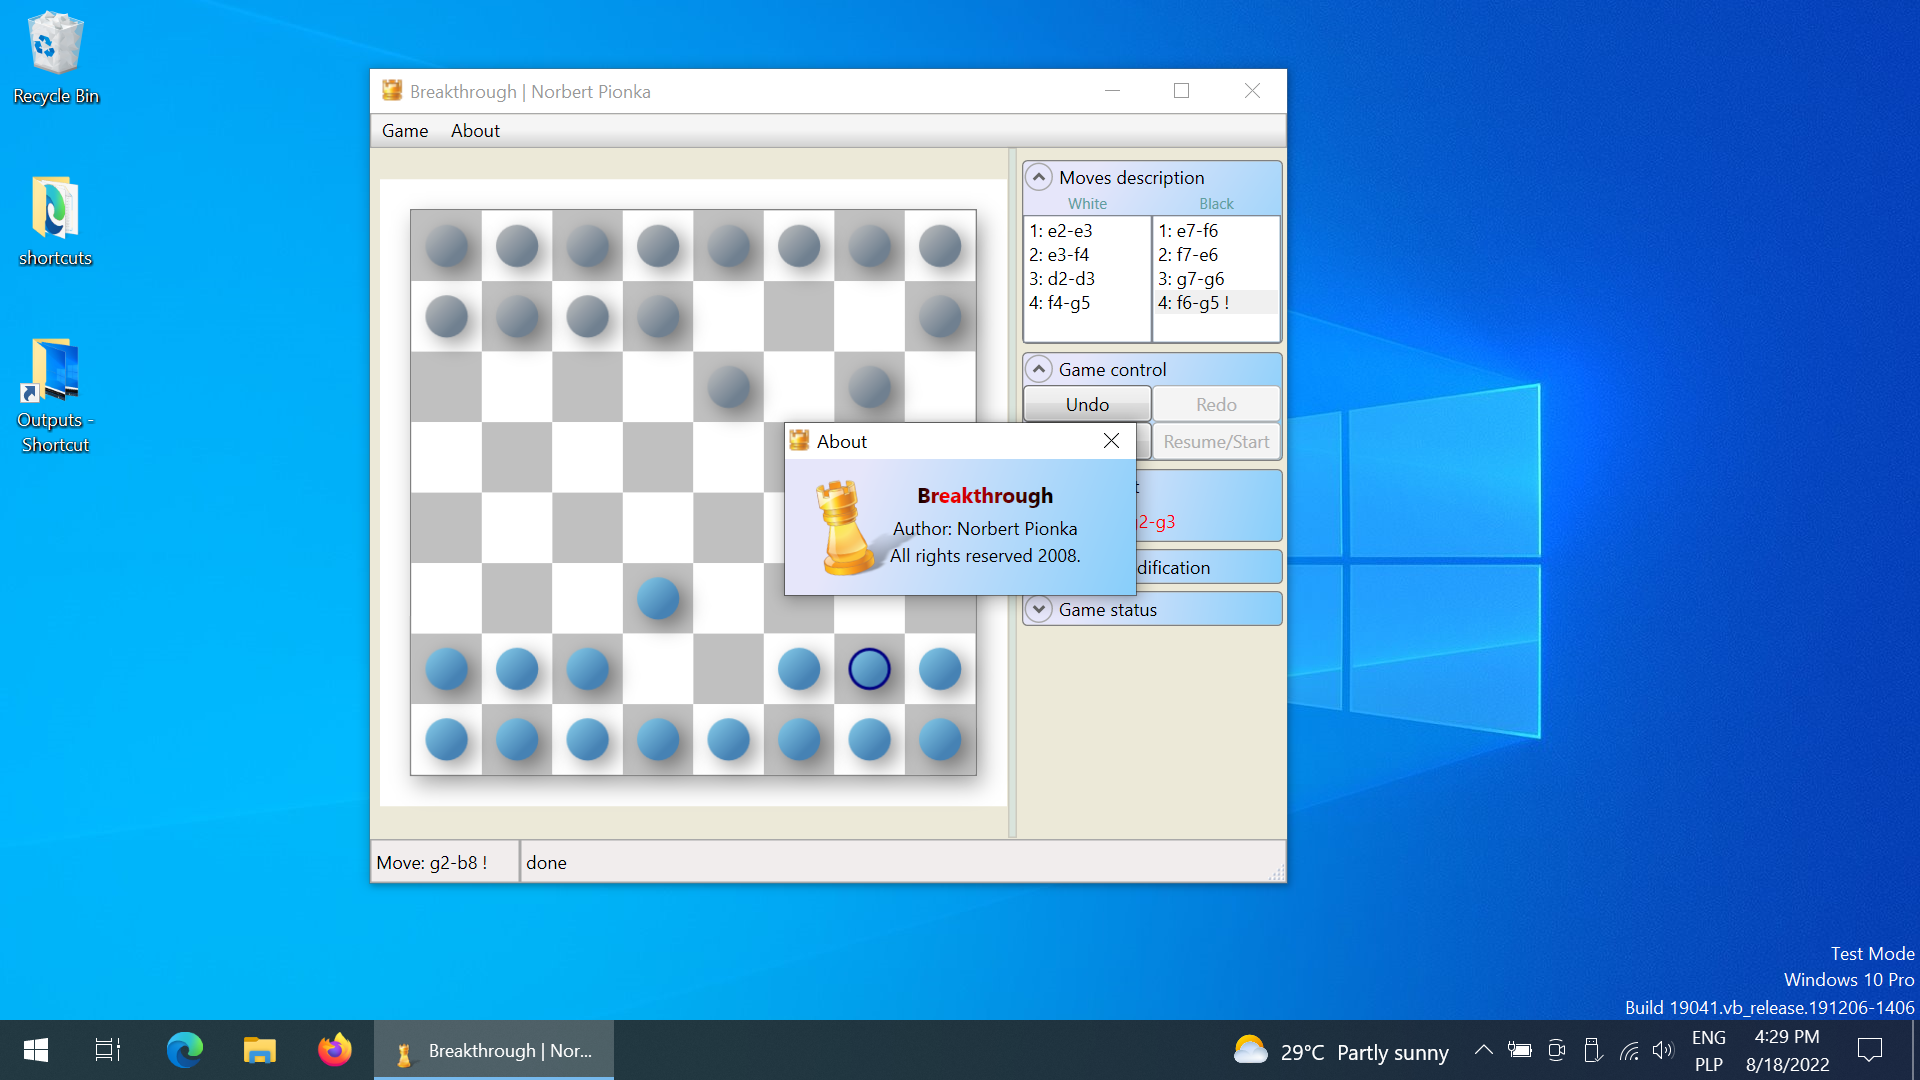 Recycle Bin
shortcuts
Outputs -
Shortcut
Breakthrough | Norbert Pionka
Game About
Moves description
White Black
1: e2-e3
2: e3-f4
3: d2-d3
4: f4-g5
1: e7-f6
2: f7-e6
3: g7-g6
4: f6-g5 !
Game control
Undo Redo
Resume/Start
About
Breakthrough
Author: Norbert Pionka
All rights reserved 2008.
g2-g3
Game status
Move: g2-b8 !
done
Test Mode
Windows 10 Pro
Build 19041.vb_release.191206-1406
Breakthrough | Nor...
29°C Partly sunny
ENG
PLP
4:29 PM
8/18/2022